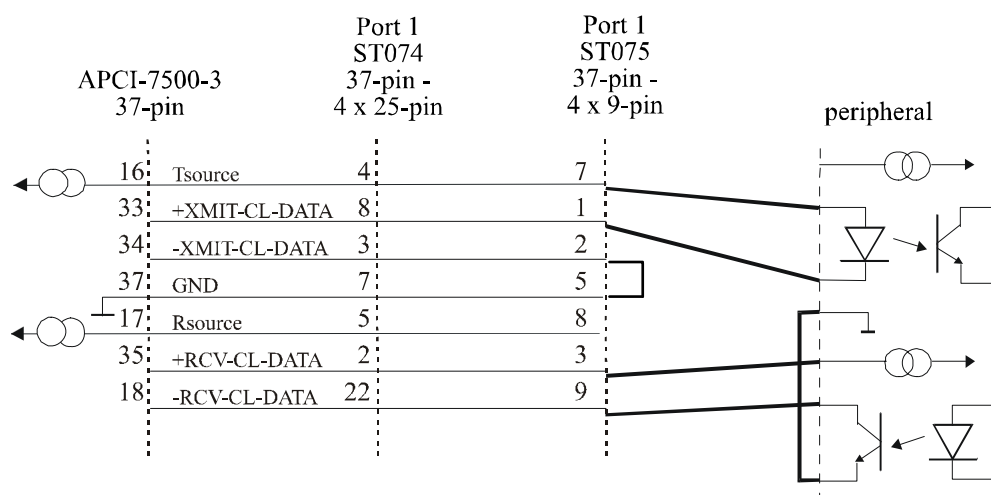 Port 1
ST074
37-pin -
4 x 25-pin
Port 1
ST075
37-pin -
4 x 9-pin
APCI-7500-3
37-pin
peripheral
16 Tsource 4 7
33 +XMIT-CL-DATA 8 1
34 -XMIT-CL-DATA 3 2
37 GND 7 5
17 Rsource 5 8
35 +RCV-CL-DATA 2 3
18 -RCV-CL-DATA 22 9